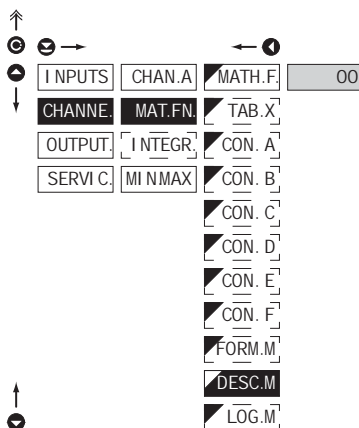 INPUTS CHAN.A MATH.F. 00
CHANNE. MAT.FN. TAB.X
OUTPUT. INTEGR. CON. A
SERVIC. MINMAX CON. B
CON. C
CON. D
CON. E
CON. F
FORM.M
DESC.M
LOG.M